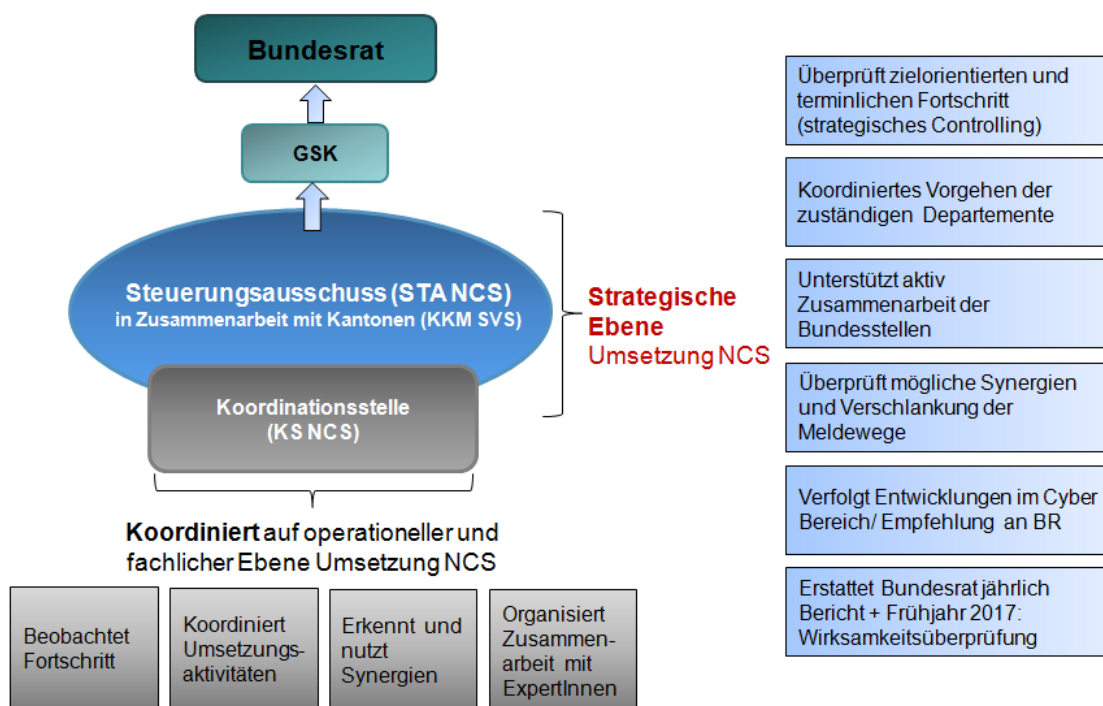 Bundesrat
GSK
Steuerungsausschuss (STA NCS)
in Zusammenarbeit mit Kantonen (KKM SVS)
Koordinationsstelle
(KS NCS)
Strategische
Ebene
Umsetzung NCS
Koordiniert auf operationeller und
fachlicher Ebene Umsetzung NCS
Beobachtet
Fortschritt
Koordiniert
Umsetzungs-
aktivitäten
Erkennt und
nutzt
Synergien
Organisiert
Zusammen-
arbeit mit
ExpertInnen
Überprüft zielorientierten und
terminlichen Fortschritt
(strategisches Controlling)
Koordiniertes Vorgehen der
zuständigen Departemente
Unterstützt aktiv
Zusammenarbeit der
Bundesstellen
Überprüft mögliche Synergien
und Verschlankung der
Meldewege
Verfolgt Entwicklungen im Cyber
Bereich/ Empfehlung an BR
Erstattet Bundesrat jährlich
Bericht + Frühjahr 2017:
Wirksamkeitsüberprüfung